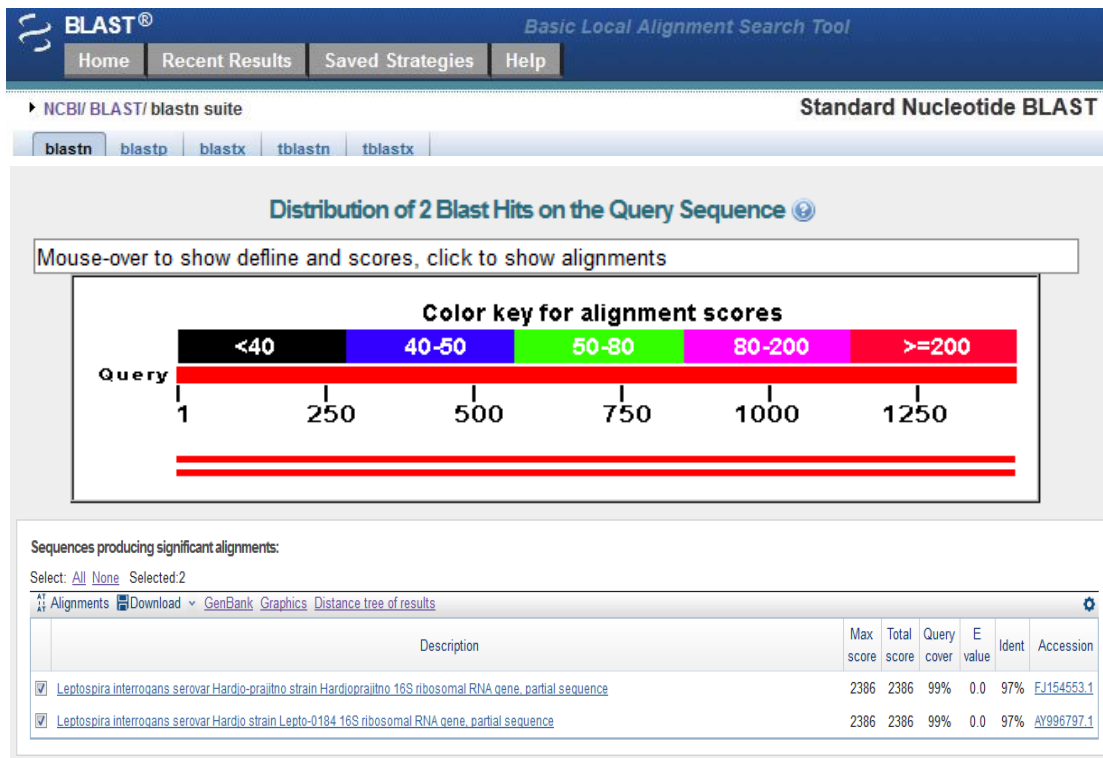 BLAST®
Basic Local Alignment Search Tool
Home Recent Results Saved Strategies Help
NCBI/ BLAST/ blastn suite
Standard Nucleotide BLAST
blastn blastp blastx tblastn tblastx
Distribution of 2 Blast Hits on the Query Sequence
Mouse-over to show defline and scores, click to show alignments
Color key for alignment scores
<40 40-50 50-80 80-200 >=200
Query
1 250 500 750 1000 1250
Sequences producing significant alignments:
Select: All None Selected:2
Alignments Download GenBank Graphics Distance tree of results
Description Max score Total score Query cover E value Ident Accession
Leptospira interrogans serovar Hardjo-prajitno strain Hardjoprajitno 16S ribosomal RNA gene, partial sequence 2386 2386 99% 0.0 97% FJ154553.1
Leptospira interrogans serovar Hardjo strain Lepto-0184 16S ribosomal RNA gene, partial sequence 2386 2386 99% 0.0 97% AY996797.1